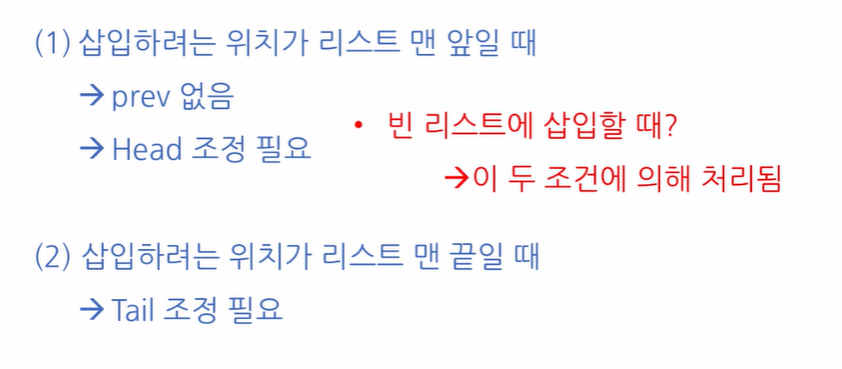 (1) 삽입하려는 위치가 리스트 맨 앞일 때
→ prev 없음
→ Head 조정 필요
• 빈 리스트에 삽입할 때?
→이 두 조건에 의해 처리됨
(2) 삽입하려는 위치가 리스트 맨 끝일 때
→ Tail 조정 필요